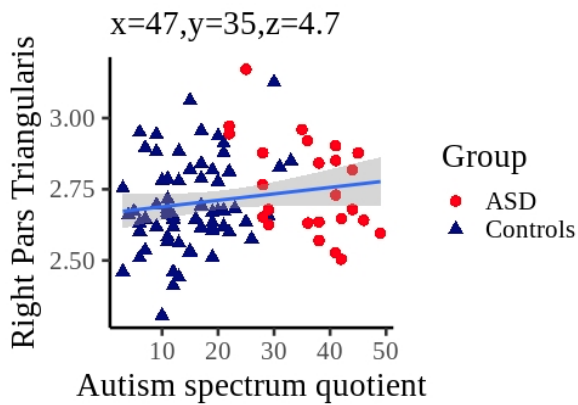 x=47,y=35,z=4.7
Right Pars Triangularis
3.00
2.75
2.50
10 20 30 40 50
Autism spectrum quotient
Group
ASD
Controls